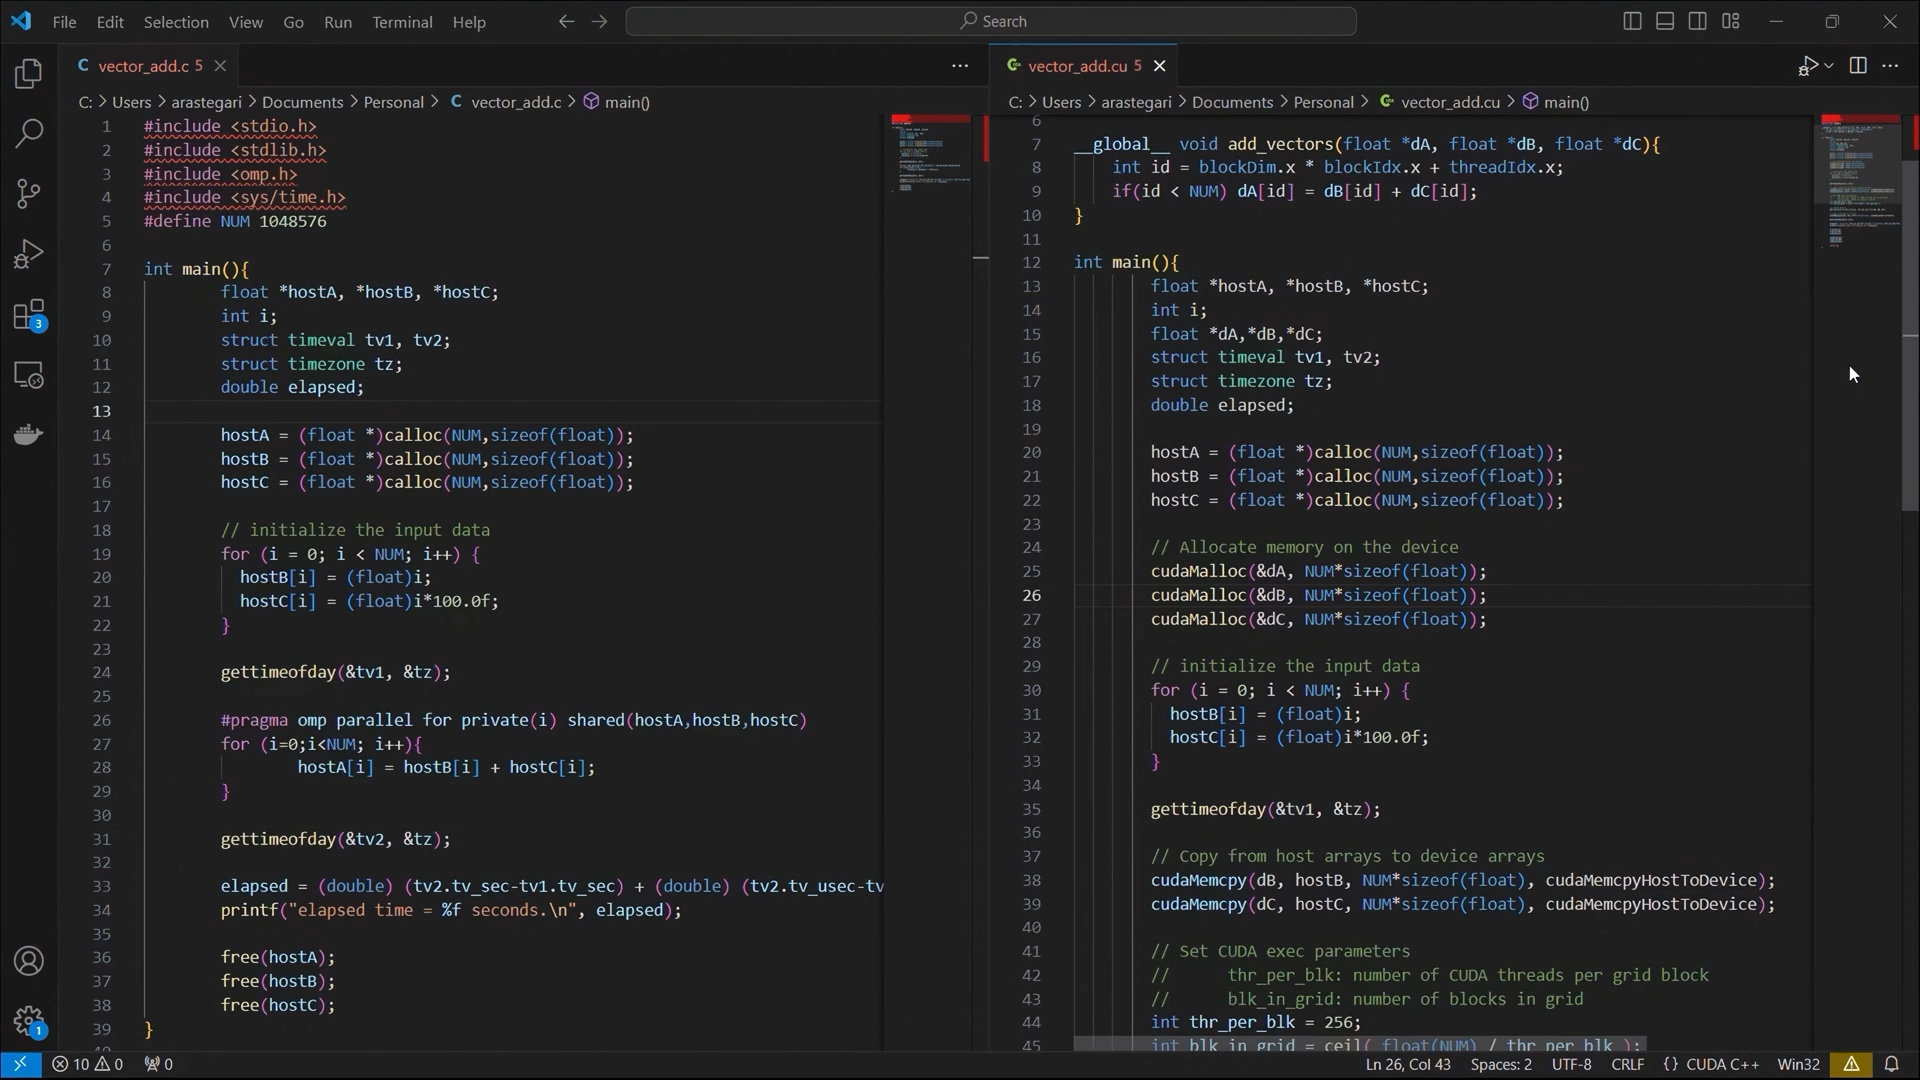 File Edit Selection View Go Run Terminal Help
Search
vector_add.c 5
C: > Users > arastegari > Documents > Personal > C vector_add.c > main()
1 #include <stdio.h>
2 #include <stdlib.h>
3 #include <omp.h>
4 #include <sys/time.h>
5 #define NUM 1048576
6
7 int main(){
8 float *hostA, *hostB, *hostC;
9 int i;
10 struct timeval tv1, tv2;
11 struct timezone tz;
12 double elapsed;
13
14 hostA = (float *)calloc(NUM,sizeof(float));
15 hostB = (float *)calloc(NUM,sizeof(float));
16 hostC = (float *)calloc(NUM,sizeof(float));
17
18 // initialize the input data
19 for (i = 0; i < NUM; i++) {
20 hostB[i] = (float)i;
21 hostC[i] = (float)i*100.0f;
22 }
23
24 gettimeofday(&tv1, &tz);
25
26 #pragma omp parallel for private(i) shared(hostA,hostB,hostC)
27 for (i=0;i<NUM; i++){
28 hostA[i] = hostB[i] + hostC[i];
29 }
30
31 gettimeofday(&tv2, &tz);
32
33 elapsed = (double) (tv2.tv_sec-tv1.tv_sec) + (double) (tv2.tv_usec-tv
34 printf("elapsed time = %f seconds.\n", elapsed);
35
36 free(hostA);
37 free(hostB);
38 free(hostC);
39 }
vector_add.cu 5
C: > Users > arastegari > Documents > Personal > vector_add.cu > main()
6
7 __global__ void add_vectors(float *dA, float *dB, float *dC){
8 int id = blockDim.x * blockIdx.x + threadIdx.x;
9 if(id < NUM) dA[id] = dB[id] + dC[id];
10 }
11
12 int main(){
13 float *hostA, *hostB, *hostC;
14 int i;
15 float *dA,*dB,*dC;
16 struct timeval tv1, tv2;
17 struct timezone tz;
18 double elapsed;
19
20 hostA = (float *)calloc(NUM,sizeof(float));
21 hostB = (float *)calloc(NUM,sizeof(float));
22 hostC = (float *)calloc(NUM,sizeof(float));
23
24 // Allocate memory on the device
25 cudaMalloc(&dA, NUM*sizeof(float));
26 cudaMalloc(&dB, NUM*sizeof(float));
27 cudaMalloc(&dC, NUM*sizeof(float));
28
29 // initialize the input data
30 for (i = 0; i < NUM; i++) {
31 hostB[i] = (float)i;
32 hostC[i] = (float)i*100.0f;
33 }
34
35 gettimeofday(&tv1, &tz);
36
37 // Copy from host arrays to device arrays
38 cudaMemcpy(dB, hostB, NUM*sizeof(float), cudaMemcpyHostToDevice);
39 cudaMemcpy(dC, hostC, NUM*sizeof(float), cudaMemcpyHostToDevice);
40
41 // Set CUDA exec parameters
42 // thr_per_blk: number of CUDA threads per grid block
43 // blk_in_grid: number of blocks in grid
44 int thr_per_blk = 256;
45 int blk_in_grid = ceil( float(NUM) / thr_per_blk );
3
1
10 0 0
Ln 26, Col 43 Spaces: 2 UTF-8 CRLF {} CUDA C++ Win32